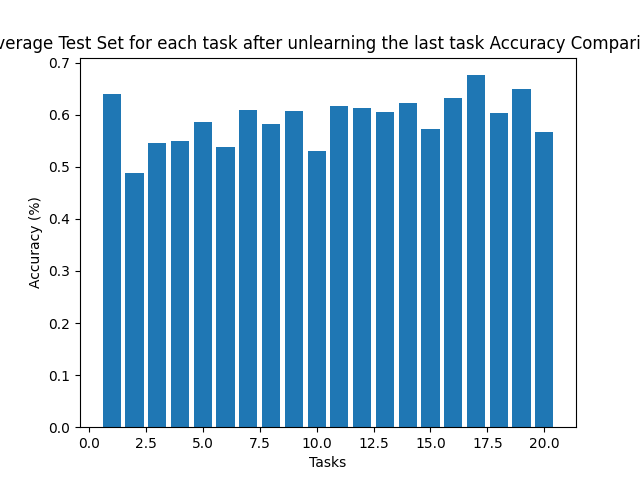 verage Test Set for each task after unlearning the last task Accuracy Compari
0.7
0.6
0.5
0.4
0.3
0.2
0.1
0.0
Accuracy (%)
0.0 2.5 5.0 7.5 10.0 12.5 15.0 17.5 20.0
Tasks